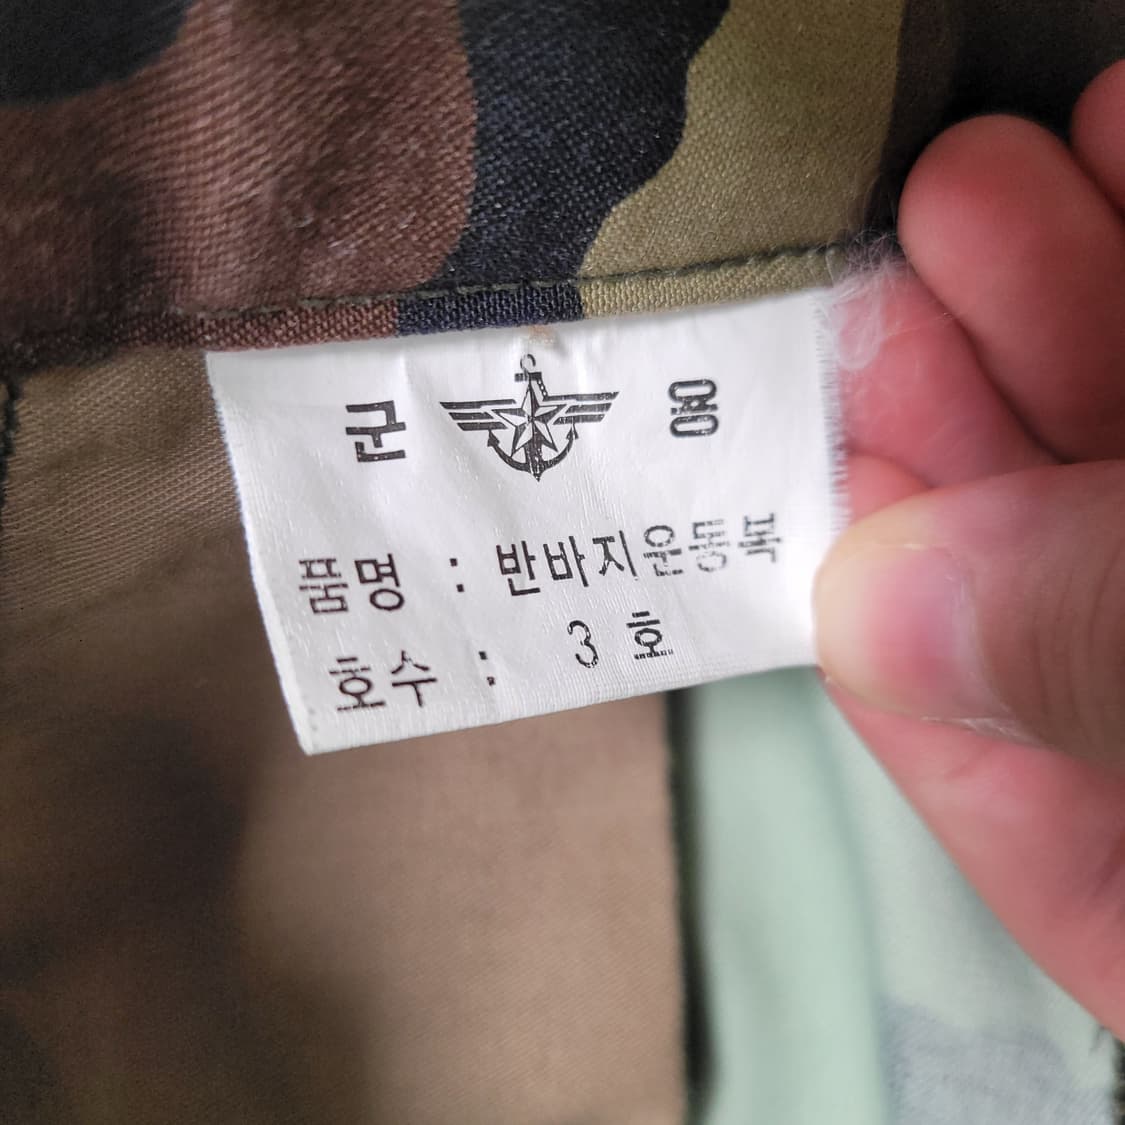 군 용
품명 : 반바지운동복
호수 : 3 호